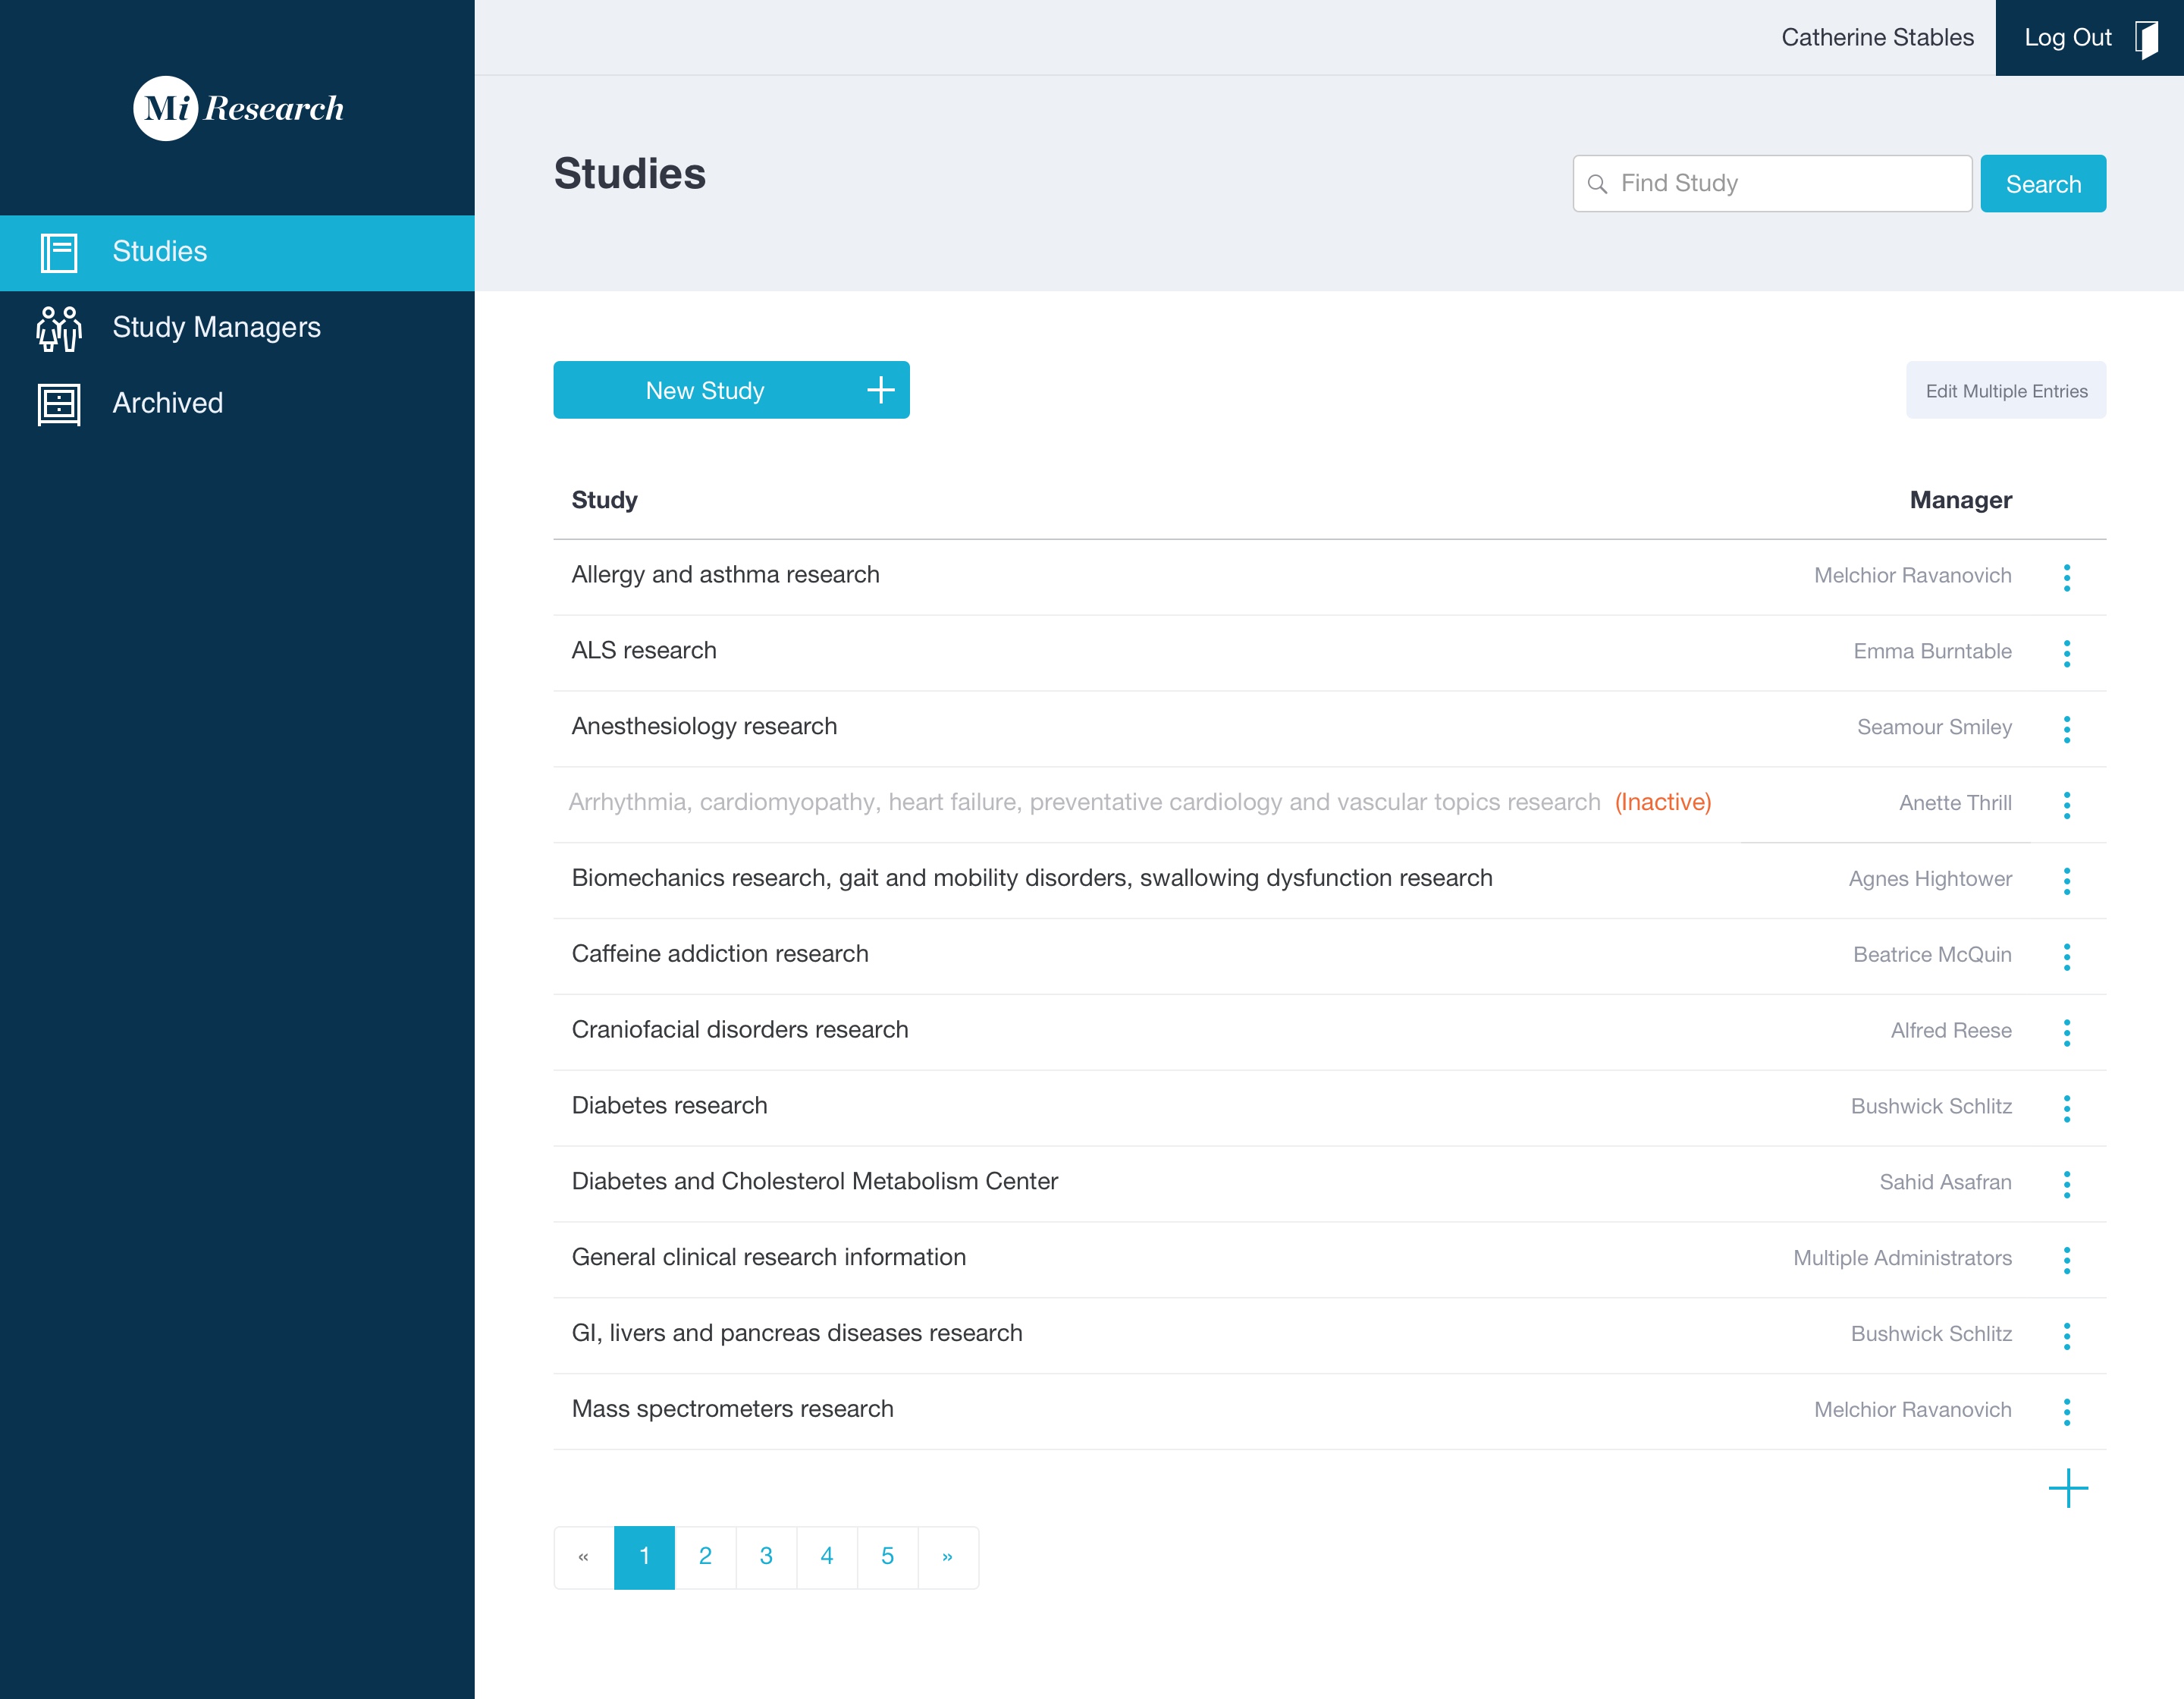 Catherine Stables
Log Out
Mi Research
Studies
Find Study
Search
Studies
Study Managers
Archived
New Study
Edit Multiple Entries
Study Manager
Allergy and asthma research Melchior Ravanovich
ALS research Emma Burntable
Anesthesiology research Seamour Smiley
Arrhythmia, cardiomyopathy, heart failure, preventative cardiology and vascular topics research (Inactive) Anette Thrill
Biomechanics research, gait and mobility disorders, swallowing dysfunction research Agnes Hightower
Caffeine addiction research Beatrice McQuin
Craniofacial disorders research Alfred Reese
Diabetes research Bushwick Schlitz
Diabetes and Cholesterol Metabolism Center Sahid Asafran
General clinical research information Multiple Administrators
GI, livers and pancreas diseases research Bushwick Schlitz
Mass spectrometers research Melchior Ravanovich
« 1 2 3 4 5 »